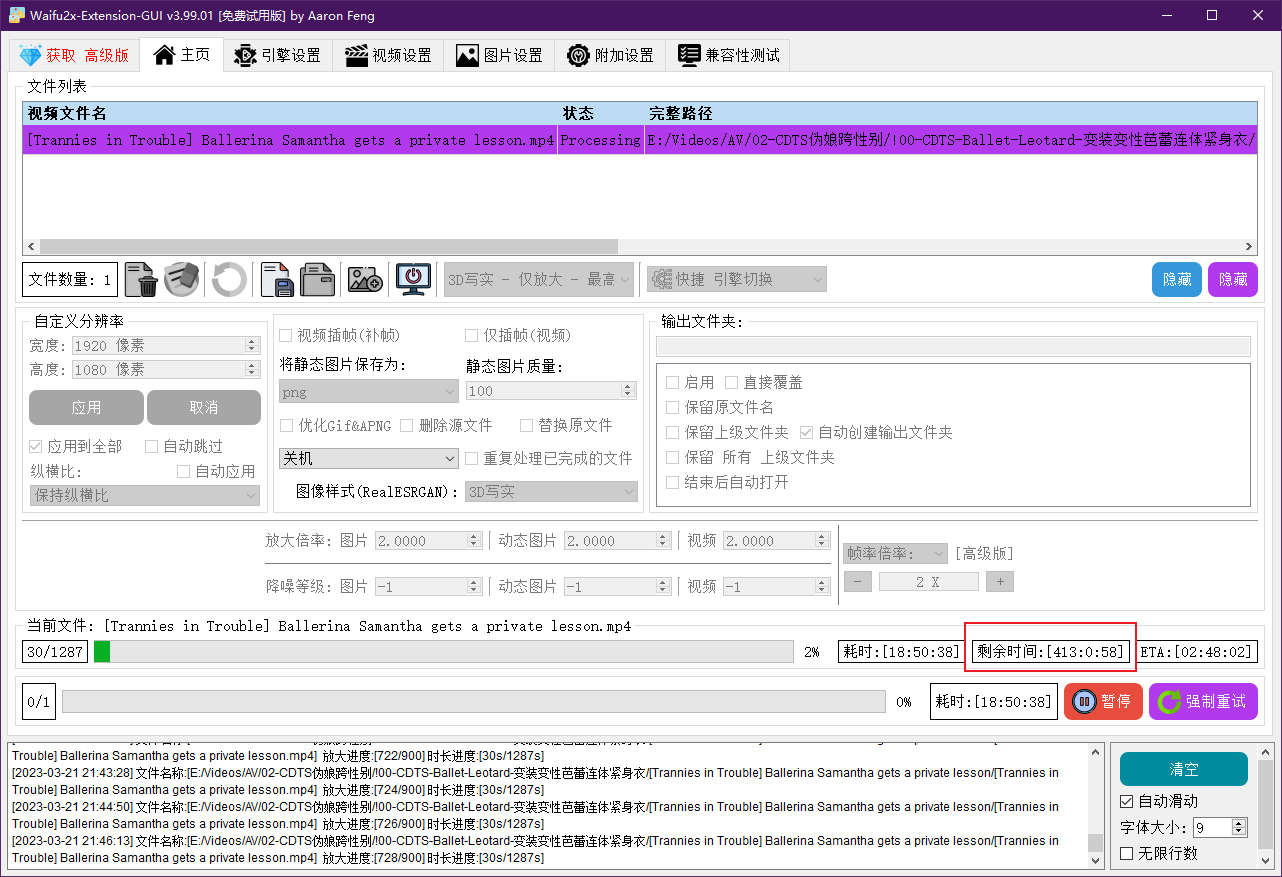 Waifu2x-Extension-GUI v3.99.01 [免费试用版] by Aaron Feng
获取 高级版 主页 引擎设置 视频设置 图片设置 附加设置 兼容性测试
文件列表
视频文件名 状态 完整路径
[Trannies in Trouble] Ballerina Samantha gets a private lesson.mp4 Processing E:/Videos/AV/02-CDTS伪娘跨性别/!00-CDTS-Ballet-Leotard-变装变性芭蕾连体紧身衣/
文件数量: 1 3D写实 - 仅放大 - 最高 快捷 引擎切换 隐藏 隐藏
自定义分辨率
宽度: 1920 像素
高度: 1080 像素
应用 取消
应用到全部 自动跳过
纵横比: 自动应用
保持纵横比
视频插帧(补帧) 仅插帧(视频)
将静态图片保存为: 静态图片质量:
png 100
优化Gif&APNG 删除源文件 替换原文件
关机 重复处理已完成的文件
图像样式(RealESRGAN): 3D写实
输出文件夹:
启用 直接覆盖
保留原文件名
保留上级文件夹 自动创建输出文件夹
保留 所有 上级文件夹
结束后自动打开
放大倍率: 图片 2.0000 动态图片 2.0000 视频 2.0000
降噪等级: 图片 -1 动态图片 -1 视频 -1
帧率倍率: [高级版]
- 2 X +
当前文件: [Trannies in Trouble] Ballerina Samantha gets a private lesson.mp4
30/1287 2% 耗时:[18:50:38] 剩余时间:[413:0:58] ETA:[02:48:02]
0/1 0% 耗时:[18:50:38] 暂停 强制重试
Trouble] Ballerina Samantha gets a private lesson.mp4] 放大进度:[722/900] 时长进度:[30s/1287s]
[2023-03-21 21:43:28] 文件名称:[E:/Videos/AV/02-CDTS伪娘跨性别/!00-CDTS-Ballet-Leotard-变装变性芭蕾连体紧身衣/[Trannies in Trouble] Ballerina Samantha gets a private lesson/[Trannies in
Trouble] Ballerina Samantha gets a private lesson.mp4] 放大进度:[724/900] 时长进度:[30s/1287s]
[2023-03-21 21:44:50] 文件名称:[E:/Videos/AV/02-CDTS伪娘跨性别/!00-CDTS-Ballet-Leotard-变装变性芭蕾连体紧身衣/[Trannies in Trouble] Ballerina Samantha gets a private lesson/[Trannies in
Trouble] Ballerina Samantha gets a private lesson.mp4] 放大进度:[726/900] 时长进度:[30s/1287s]
[2023-03-21 21:46:13] 文件名称:[E:/Videos/AV/02-CDTS伪娘跨性别/!00-CDTS-Ballet-Leotard-变装变性芭蕾连体紧身衣/[Trannies in Trouble] Ballerina Samantha gets a private lesson/[Trannies in
Trouble] Ballerina Samantha gets a private lesson.mp4] 放大进度:[728/900] 时长进度:[30s/1287s]
清空
自动滑动
字体大小: 9
无限行数